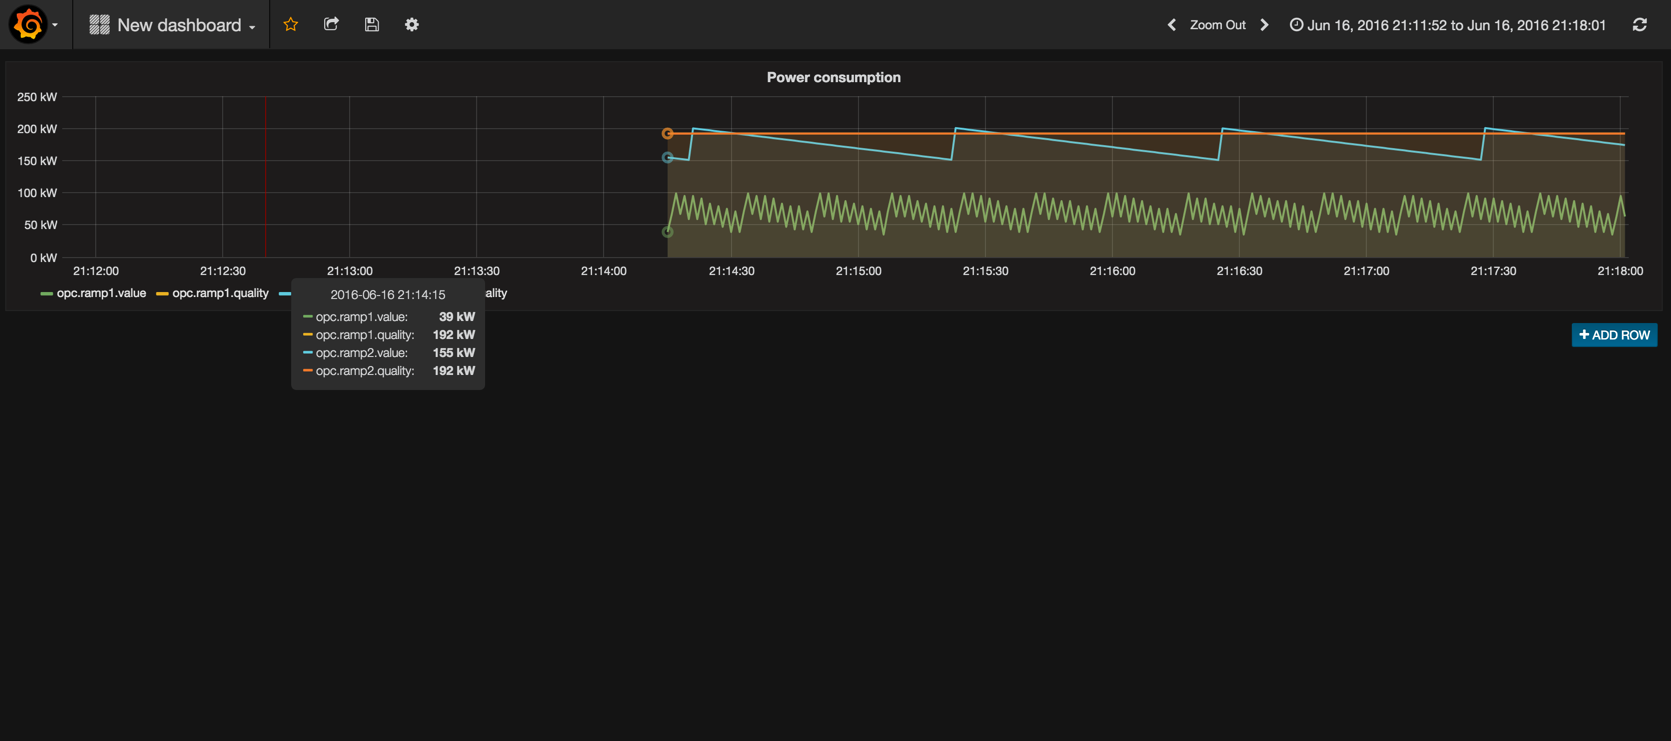 New dashboard
Zoom Out
Jun 16, 2016 21:11:52 to Jun 16, 2016 21:18:01
Power consumption
250 kW
200 kW
150 kW
100 kW
50 kW
0 kW
21:12:00 21:12:30 21:13:00 21:13:30 21:14:00 21:14:30 21:15:00 21:15:30 21:16:00 21:16:30 21:17:00 21:17:30 21:18:00
opc.ramp1.value opc.ramp1.quality ality
2016-06-16 21:14:15
opc.ramp1.value: 39 kW
opc.ramp1.quality: 192 kW
opc.ramp2.value: 155 kW
opc.ramp2.quality: 192 kW
+ ADD ROW